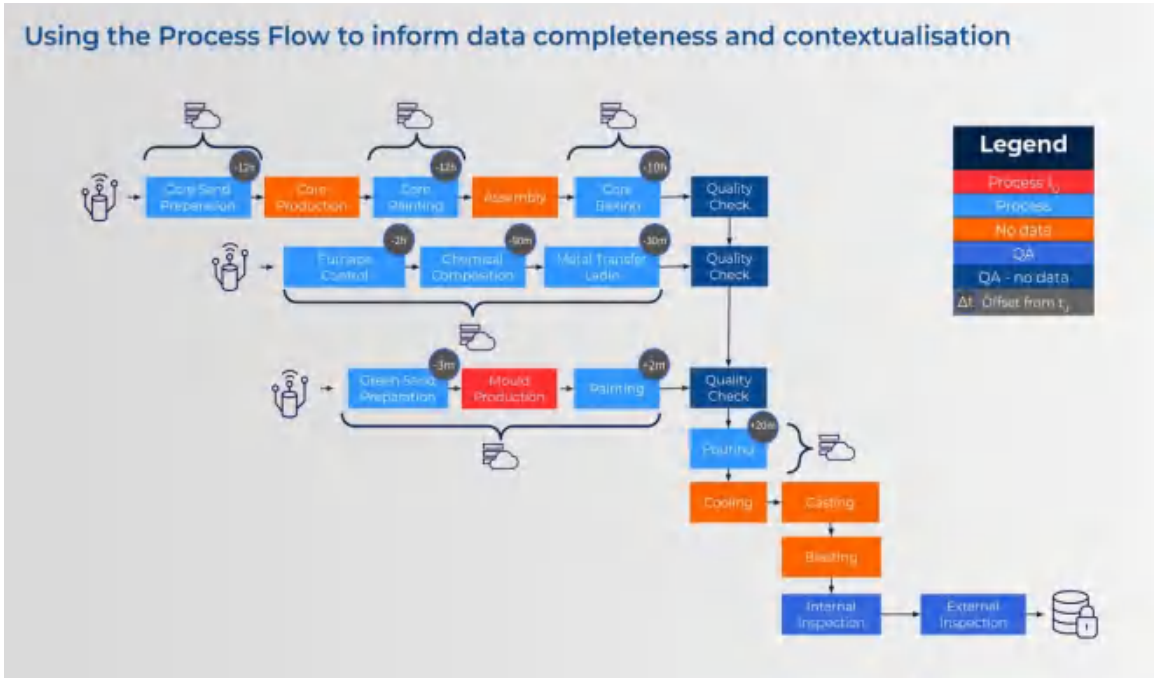 Using the Process Flow to inform data completeness and contextualisation
Legend
Process t₀
Process
No data
QA
QA - no data
Δt Offset from t₀
-12h
-12h
-10h
Core Sand
Preparation
Core
Production
Core
Painting
Assembly
Core
Quality
Check
-2h
-30m
Furnace
Control
Chemical
Composition
Metal Transfer
Quality
Check
-3m
+2m
Green Sand
Preparation
Mould
Production
Painting
Quality
Check
+20m
Pouring
Cooling
Casting
Blasting
Internal
Inspection
External
Inspection